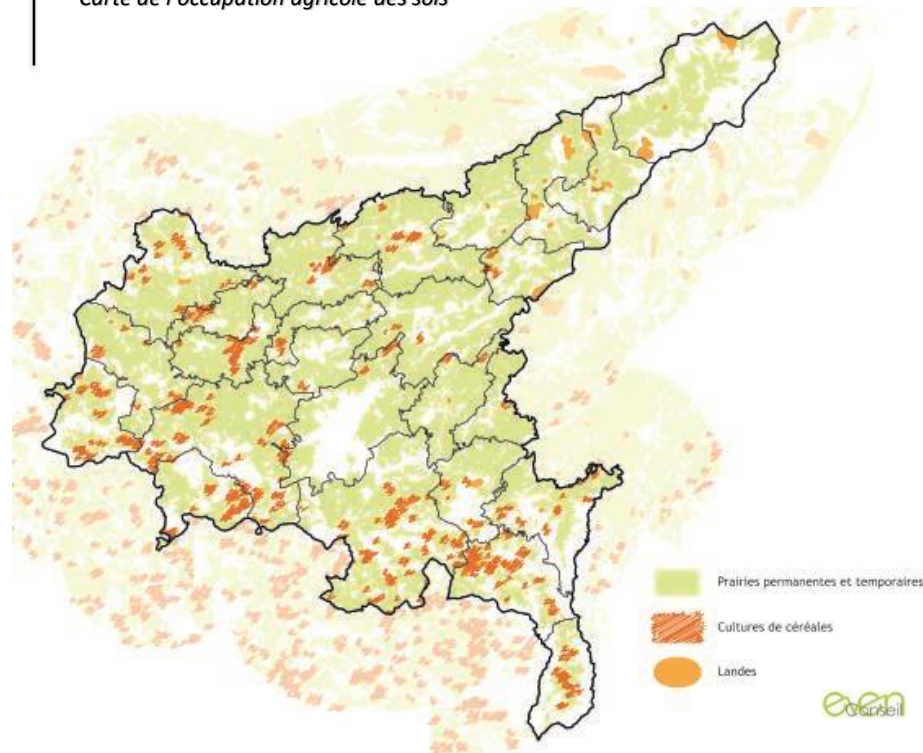 Carte de l'occupation agricole des sols
Prairies permanentes et temporaires
Cultures de céréales
Landes
even
Conseil